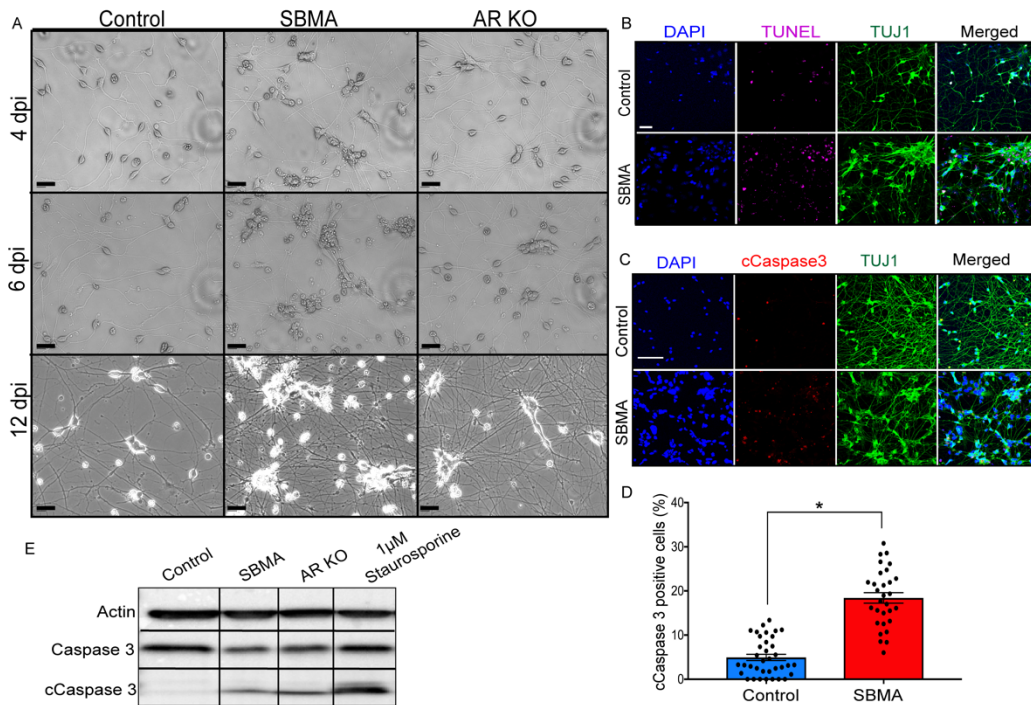 A
Control
SBMA
AR KO
4 dpi
6 dpi
12 dpi
B
DAPI
TUNEL
TUJ1
Merged
Control
SBMA
C
DAPI
cCaspase3
TUJ1
Merged
Control
SBMA
D
cCaspase 3 positive cells (%)
40
30
20
10
0
*
Control
SBMA
E
Control
SBMA
AR KO
1µM
Staurosporine
Actin
Caspase 3
cCaspase 3